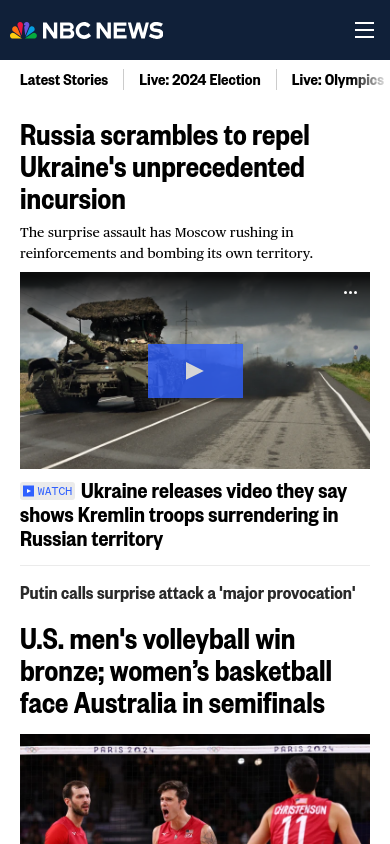 NBC NEWS
Latest Stories
Live: 2024 Election
Live: Olympics
Russia scrambles to repel
Ukraine's unprecedented
incursion
The surprise assault has Moscow rushing in
reinforcements and bombing its own territory.
WATCH Ukraine releases video they say
shows Kremlin troops surrendering in
Russian territory
Putin calls surprise attack a 'major provocation'
U.S. men's volleyball win
bronze; women’s basketball
face Australia in semifinals
PARIS 2024
PARIS 2024
CHRISTENSON
11